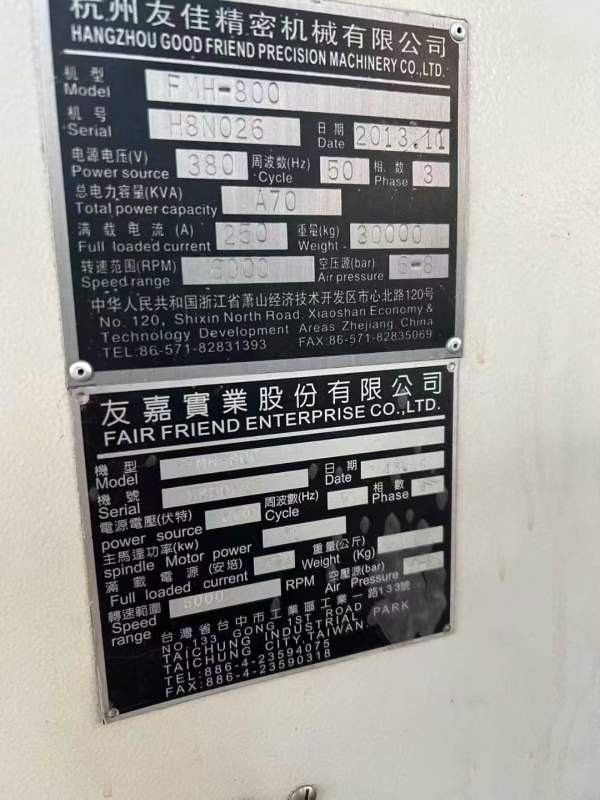 杭州友佳精密机械有限公司
HANGZHOU GOOD FRIEND PRECISION MACHINERY CO.,LTD.
机型 Model FMH-800
机号 Serial H8N026 日期 Date 2013.11
电源电压(V) Power source 380 周波数(Hz) Cycle 50 相数 Phase 3
总电力容量(KVA) Total power capacity A70
满载电流(A) Full loaded current 250 重量(kg) Weight 30000
转速范围(RPM) Speed range 6000 空压源(bar) Air pressure 6-8
中华人民共和国浙江省萧山经济技术开发区市心北路120号
No. 120, Shixin North Road, Xiaoshan Economy &
Technology Development Areas Zhejiang, China
TEL:86-571-82831393 FAX:86-571-82835069
友嘉實業股份有限公司
FAIR FRIEND ENTERPRISE CO.,LTD.
機型 Model
機號 Serial 日期 Date
電源電壓(伏特) power source 周波數(Hz) Cycle 相數 Phase
主馬達功率(kw) spindle Motor power 重量(公斤) Weight (Kg)
滿載電源(安培) Full loaded current 空壓源(bar) Air Pressure
轉速範圍 Speed range 6000 RPM
台灣省台中市工業區工業一路133號
NO.133, GONG 1ST ROAD
TAICHUNG INDUSTRIAL PARK
TAICHUNG CITY,TAIWAN.
TEL:886-4-23594075
FAX:886-4-23590318